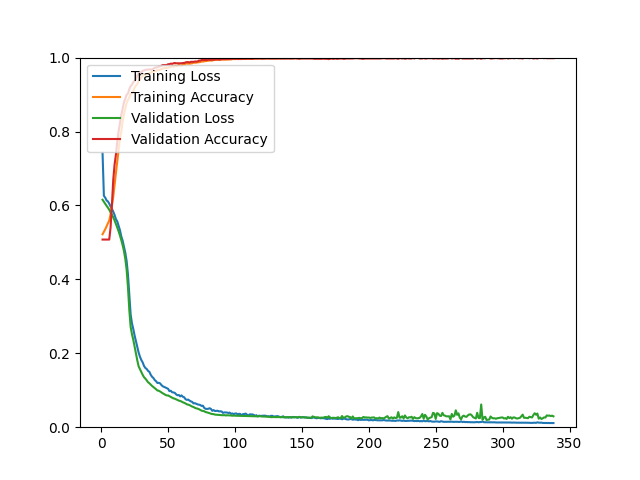 1.0
0.8
0.6
0.4
0.2
0.0
Training Loss
Training Accuracy
Validation Loss
Validation Accuracy
0 50 100 150 200 250 300 350